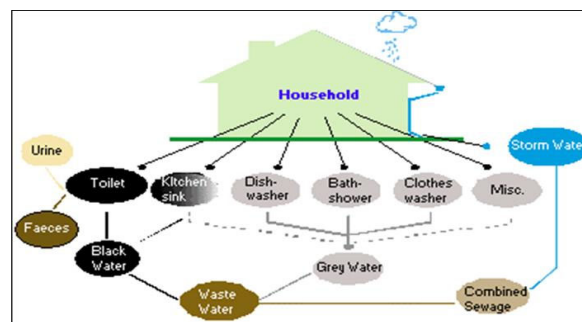 Household
Urine
Storm Water
Toilet
Kitchen
sink
Dish-
washer
Bath-
shower
Clothes
washer
Misc.
Faeces
Black
Water
Grey Water
Waste
Water
Combined
Sewage